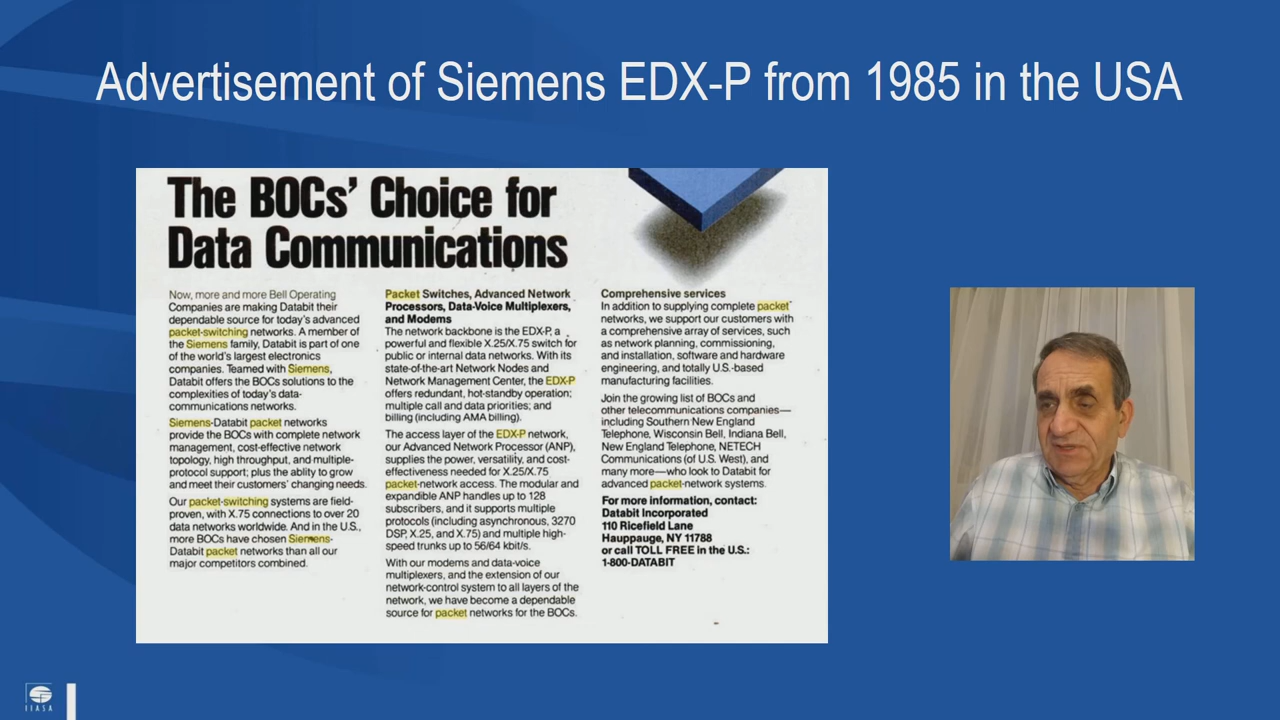 Advertisement of Siemens EDX-P from 1985 in the USA
The BOCs' Choice for
Data Communications
Now, more and more Bell Operating
Companies are making Databit their
dependable source for today's advanced
packet-switching networks. A member of
the Siemens family, Databit is part of one
of the world's largest electronics
companies. Teamed with Siemens,
Databit offers the BOCs solutions to the
complexities of today's data-
communications networks.
Siemens-Databit packet networks
provide the BOCs with complete network
management, cost-effective network
topology, high throughput, and multiple-
protocol support; plus the ability to grow
and meet their customers' changing needs.
Our packet-switching systems are field-
proven, with X.75 connections to over 20
data networks worldwide. And in the U.S.,
more BOCs have chosen Siemens-
Databit packet networks than all our
major competitors combined.
Packet Switches, Advanced Network
Processors, Data-Voice Multiplexers,
and Modems
The network backbone is the EDX-P, a
powerful and flexible X.25/X.75 switch for
public or internal data networks. With its
state-of-the-art Network Nodes and
Network Management Center, the EDX-P
offers redundant, hot-standby operation;
multiple call and data priorities; and
billing (including AMA billing).
The access layer of the EDX-P network,
our Advanced Network Processor (ANP),
supplies the power, versatility, and cost-
effectiveness needed for X.25/X.75
packet-network access. The modular and
expandible ANP handles up to 128
subscribers, and it supports multiple
protocols (including asynchronous, 3270
DSP, X.25, and X.75) and multiple high-
speed trunks up to 56/64 kbit/s.
With our modems and data-voice
multiplexers, and the extension of our
network-control system to all layers of the
network, we have become a dependable
source for packet networks for the BOCs.
Comprehensive services
In addition to supplying complete packet
networks, we support our customers with
a comprehensive array of services, such
as network planning, commissioning,
and installation, software and hardware
engineering, and totally U.S.-based
manufacturing facilities.
Join the growing list of BOCs and
other telecommunications companies—
including Southern New England
Telephone, Wisconsin Bell, Indiana Bell,
New England Telephone, NETECH
Communications (of U.S. West), and
many more—who look to Databit for
advanced packet-network systems.
For more information, contact:
Databit Incorporated
110 Ricefield Lane
Hauppauge, NY 11788
or call TOLL FREE in the U.S.:
1-800-DATABIT
IIASA